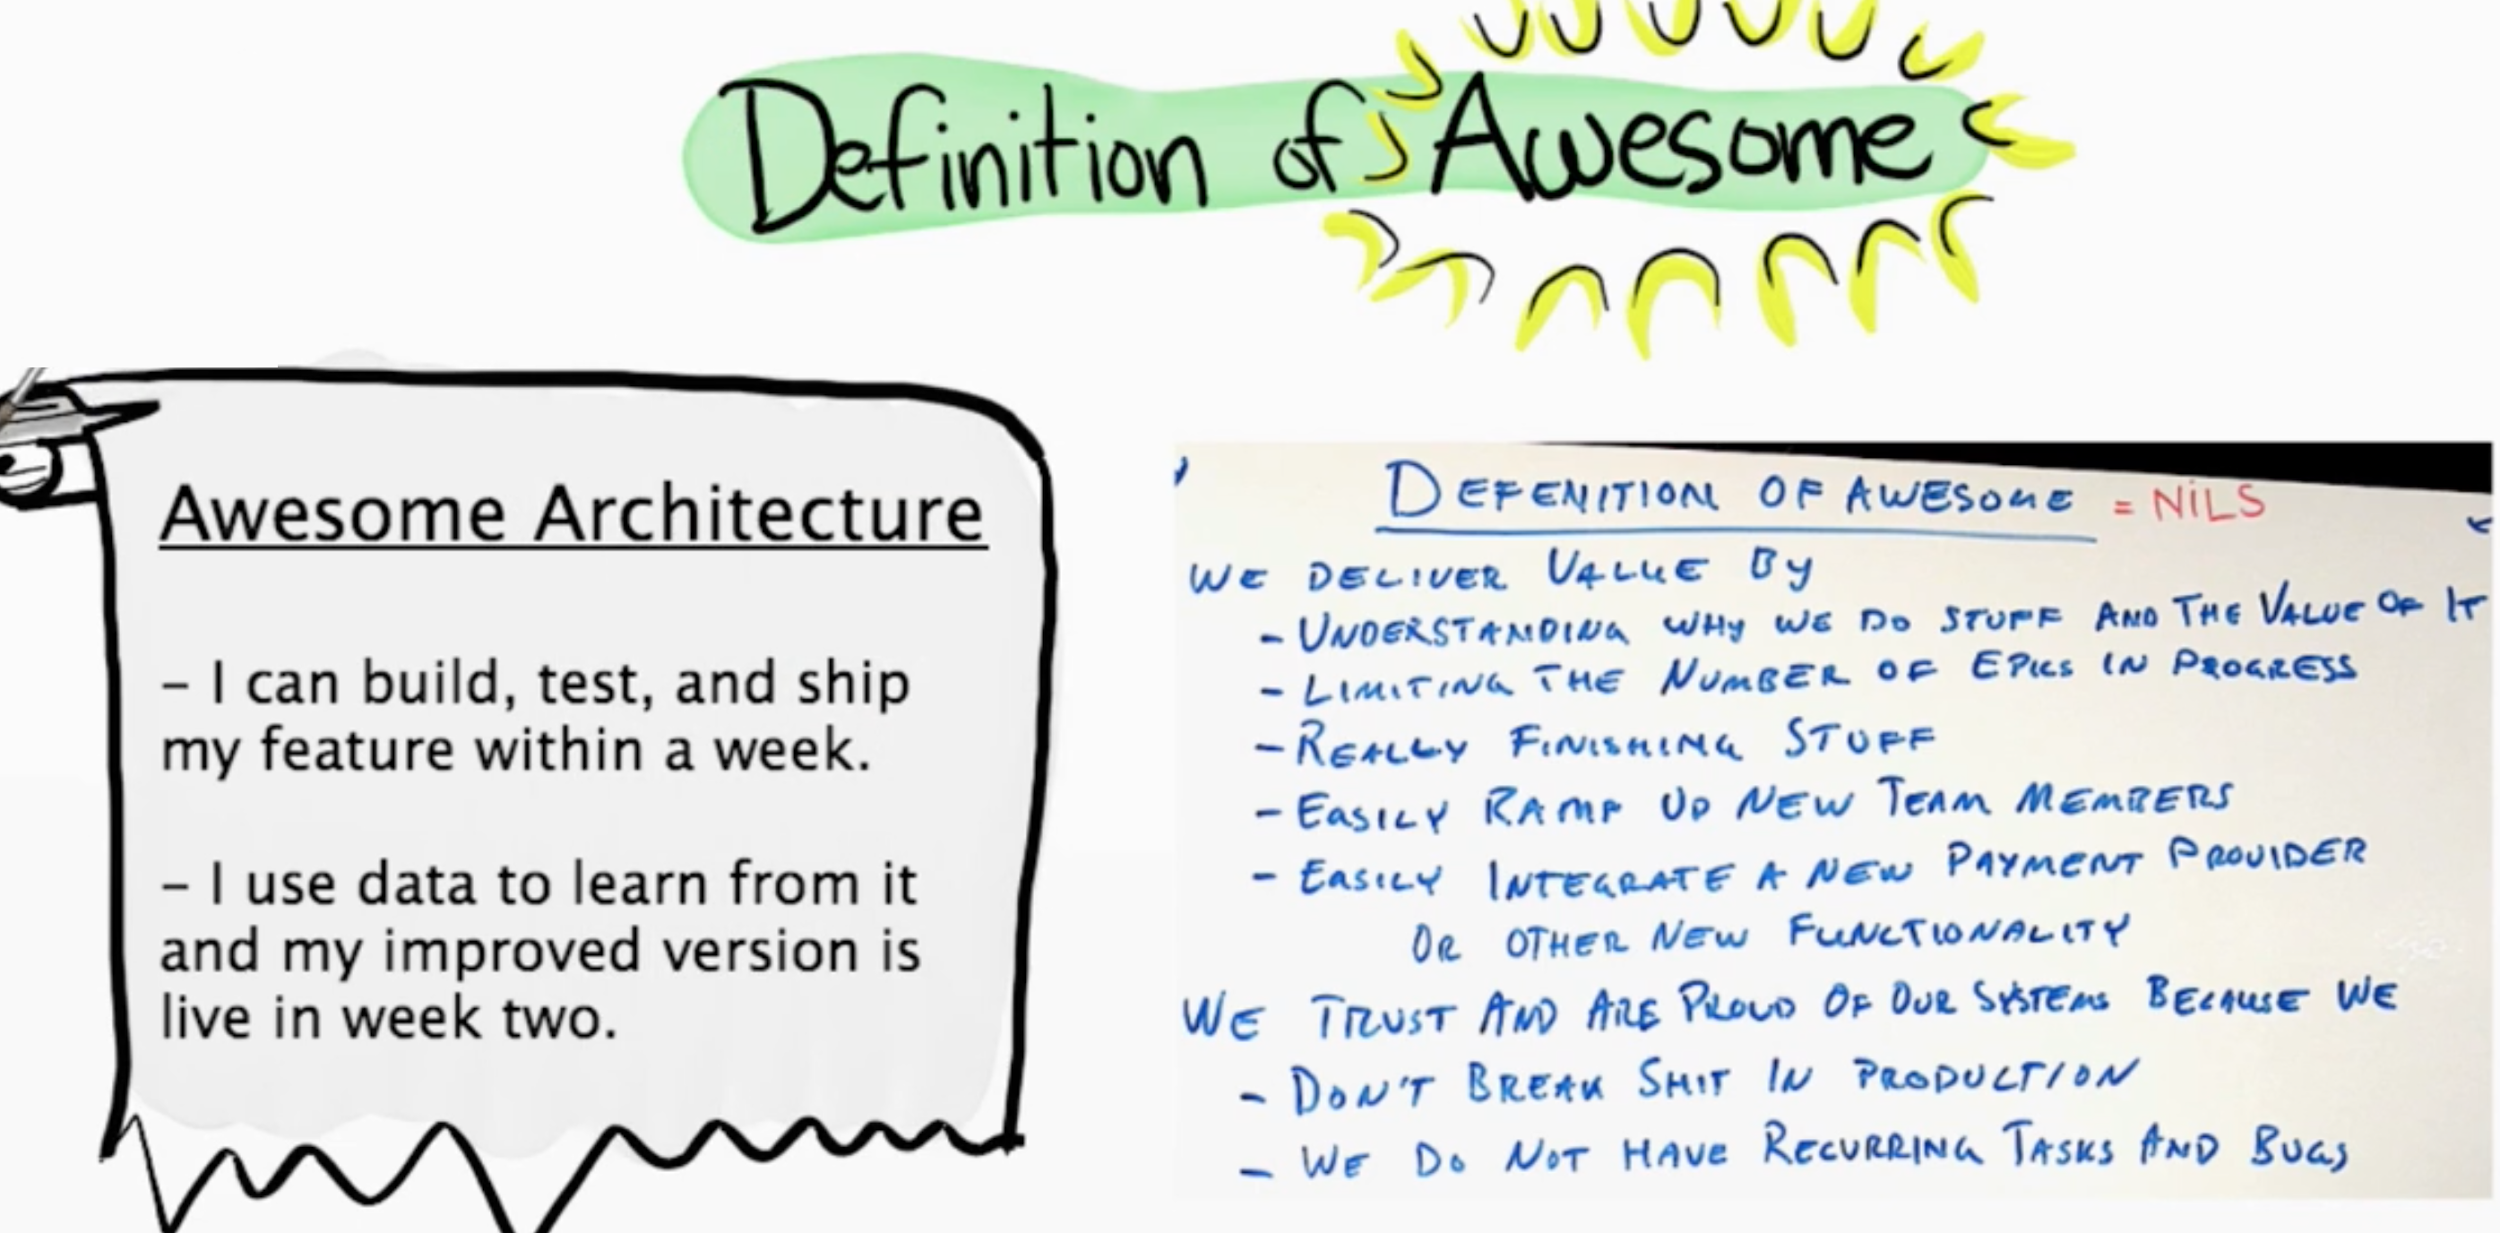 Definition of Awesome
Awesome Architecture
– I can build, test, and ship
my feature within a week.
– I use data to learn from it
and my improved version is
live in week two.
DEFENITION OF AWESOME = NiLS
WE DELIVER VALUE By
- UNDERSTANDING WHY WE DO STUFF AND THE VALUE OF IT
- LIMITING THE NUMBER OF EPICS IN PROGRESS
- REALLY FINISHING STUFF
- EASILY RAMP UP NEW TEAM MEMBERS
- EASILY INTEGRATE A NEW PAYMENT PROVIDER
OR OTHER NEW FUNCTIONALITY
WE TRUST AND ARE PROUD OF OUR SYSTEMS BECAUSE WE
- DON'T BREAK SHIT IN PRODUCTION
- WE DO NOT HAVE RECURRING TASKS AND BUGS